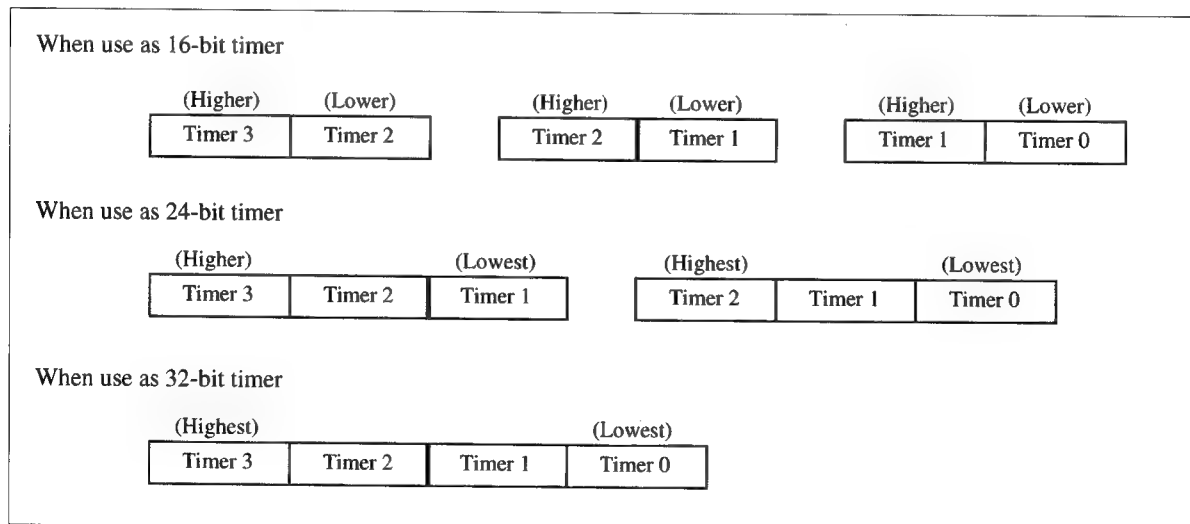 When use as 16-bit timer
(Higher) (Lower) (Higher) (Lower) (Higher) (Lower)
Timer 3 Timer 2 Timer 2 Timer 1 Timer 1 Timer 0
When use as 24-bit timer
(Higher) (Lowest) (Highest) (Lowest)
Timer 3 Timer 2 Timer 1 Timer 2 Timer 1 Timer 0
When use as 32-bit timer
(Highest) (Lowest)
Timer 3 Timer 2 Timer 1 Timer 0